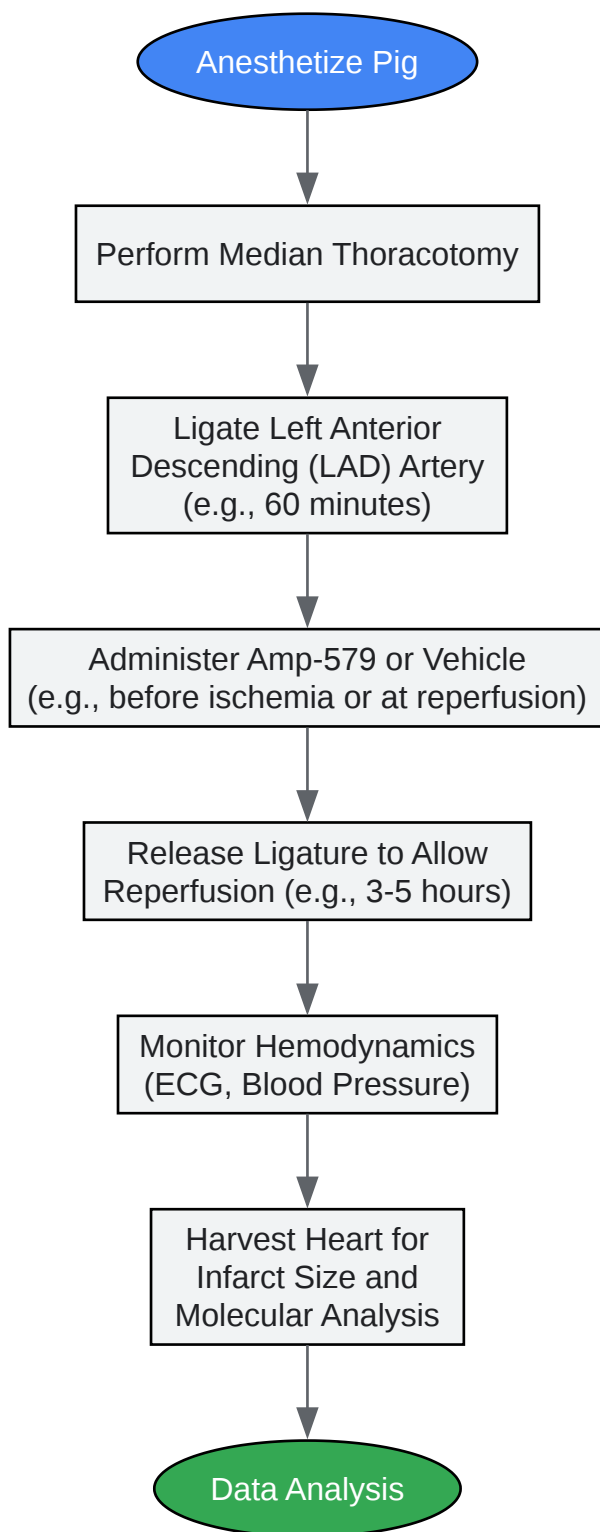 Anesthetize Pig
Perform Median Thoracotomy
Ligate Left Anterior
Descending (LAD) Artery
(e.g., 60 minutes)
Administer Amp-579 or Vehicle
(e.g., before ischemia or at reperfusion)
Release Ligature to Allow
Reperfusion (e.g., 3-5 hours)
Monitor Hemodynamics
(ECG, Blood Pressure)
Harvest Heart for
Infarct Size and
Molecular Analysis
Data Analysis